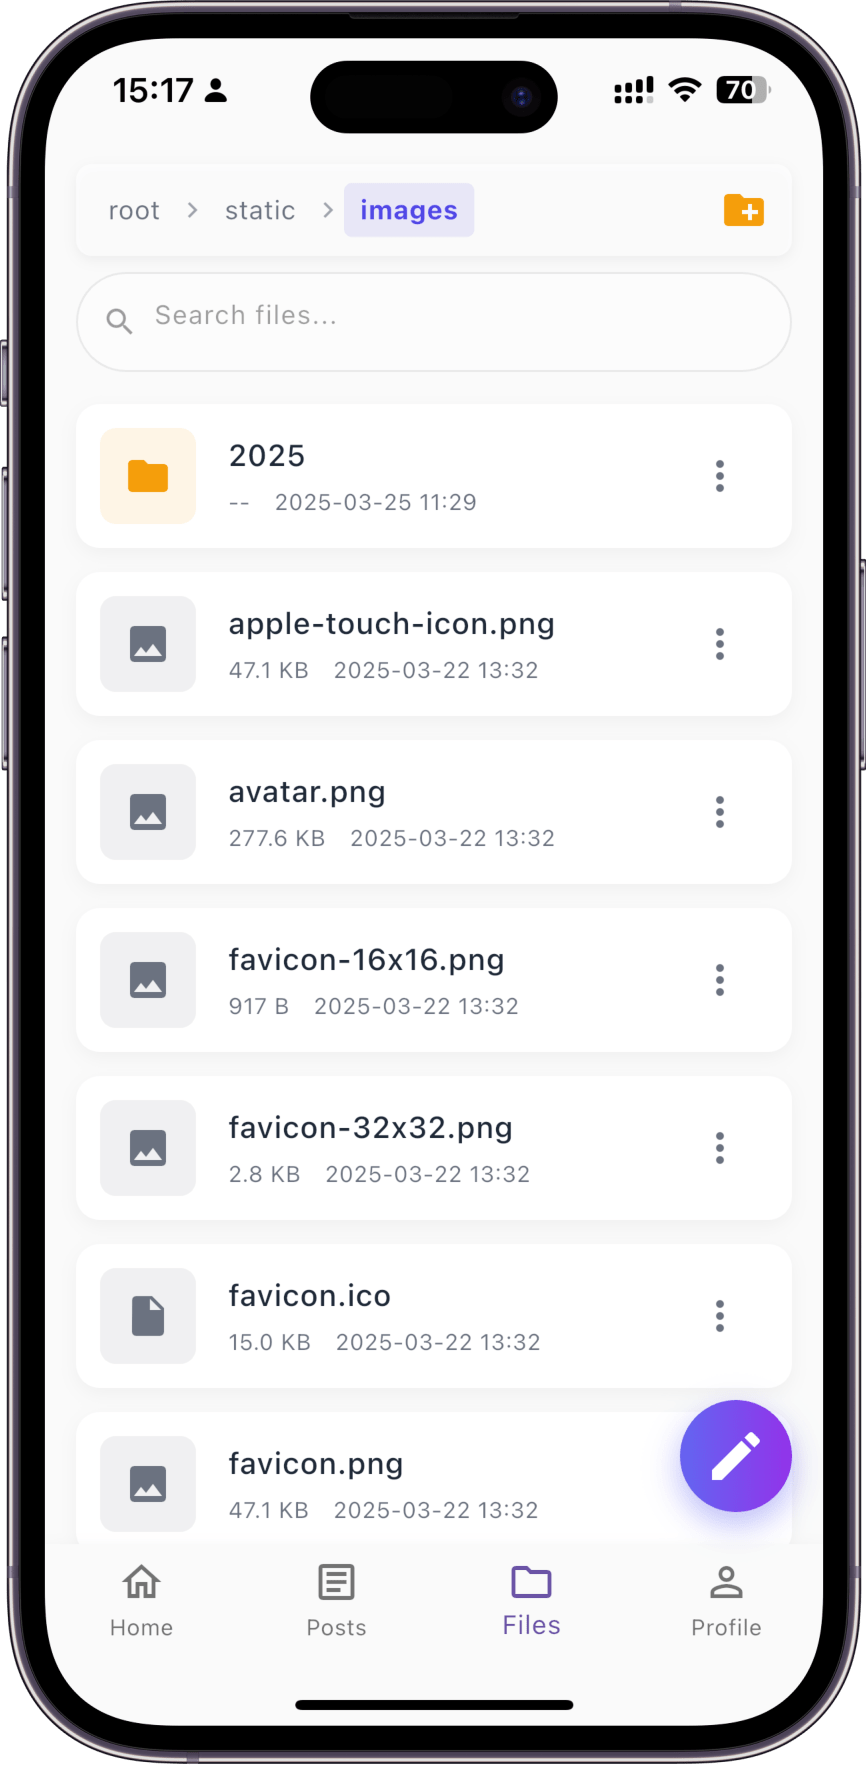 15:17
70
root > static > images
Search files...
2025
-- 2025-03-25 11:29
apple-touch-icon.png
47.1 KB 2025-03-22 13:32
avatar.png
277.6 KB 2025-03-22 13:32
favicon-16x16.png
917 B 2025-03-22 13:32
favicon-32x32.png
2.8 KB 2025-03-22 13:32
favicon.ico
15.0 KB 2025-03-22 13:32
favicon.png
47.1 KB 2025-03-22 13:32
Home Posts Files Profile